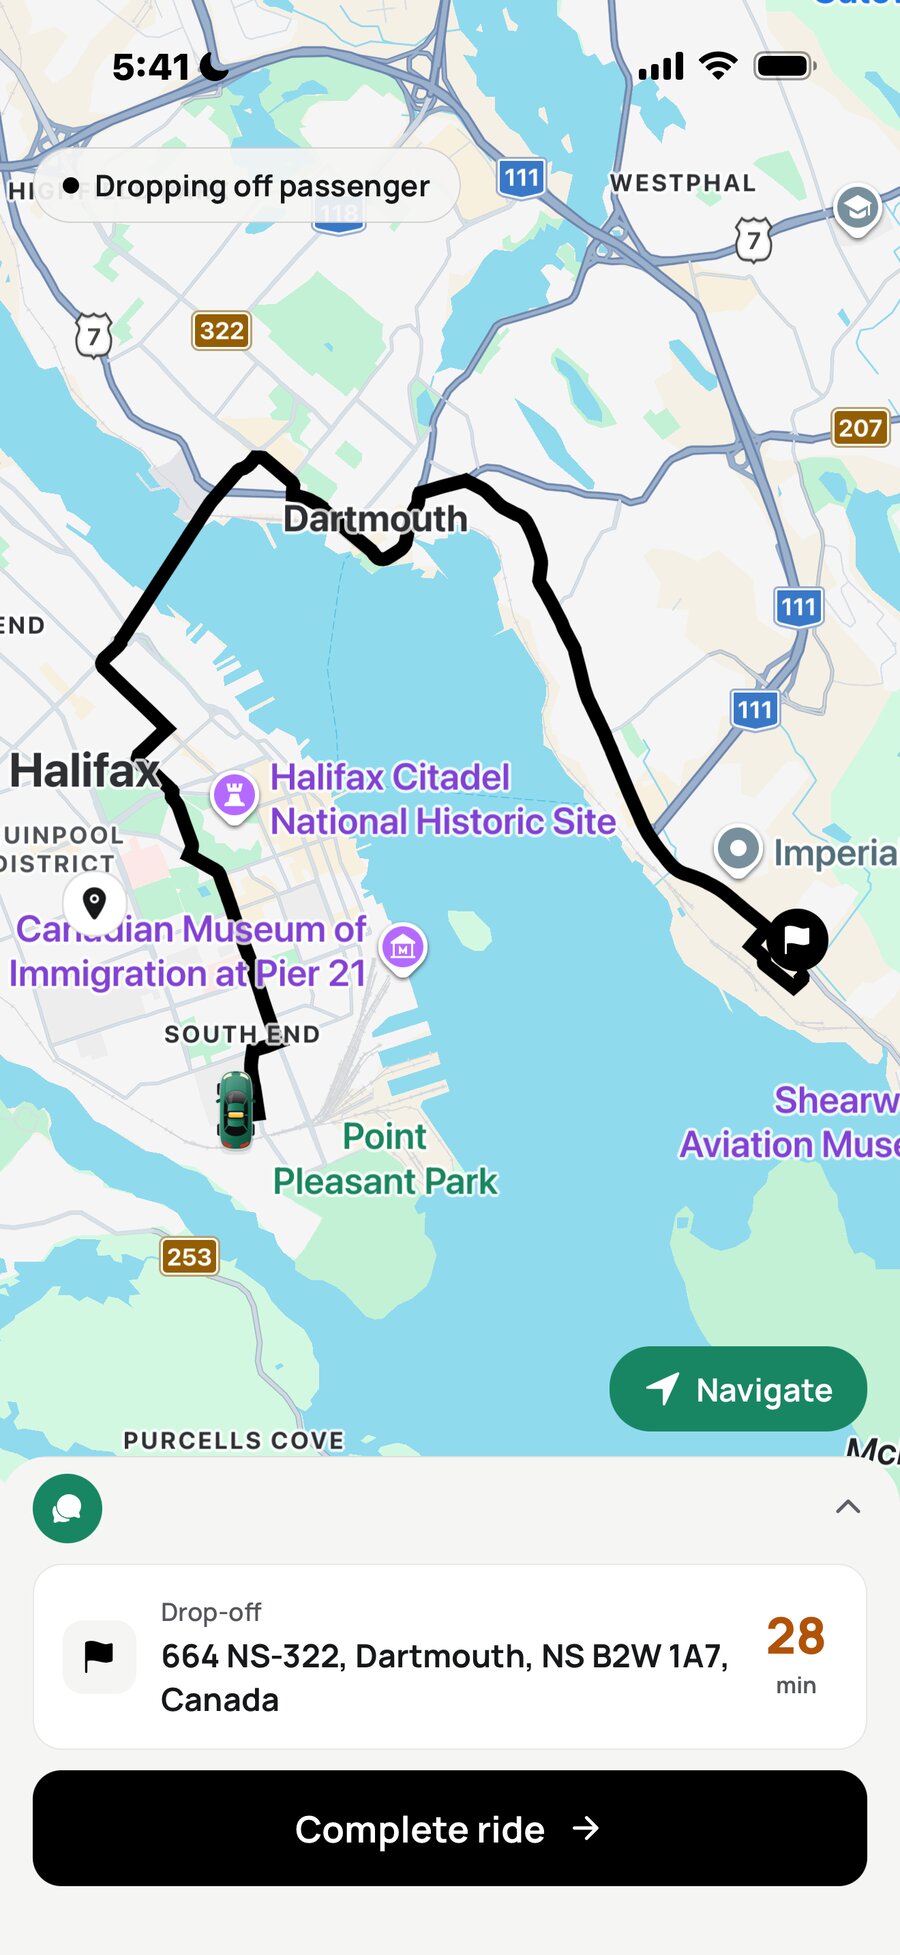 5:41
111
WESTPHAL
Dropping off passenger
118
7
7
322
207
Dartmouth
111
END
111
Halifax
Halifax Citadel
National Historic Site
UINPOOL
DISTRICT
Imperia
Canadian Museum of
Immigration at Pier 21
SOUTH END
Shearw
Aviation Muse
Point
Pleasant Park
253
Navigate
PURCELLS COVE
McN
Drop-off
664 NS-322, Dartmouth, NS B2W 1A7,
Canada
28
min
Complete ride